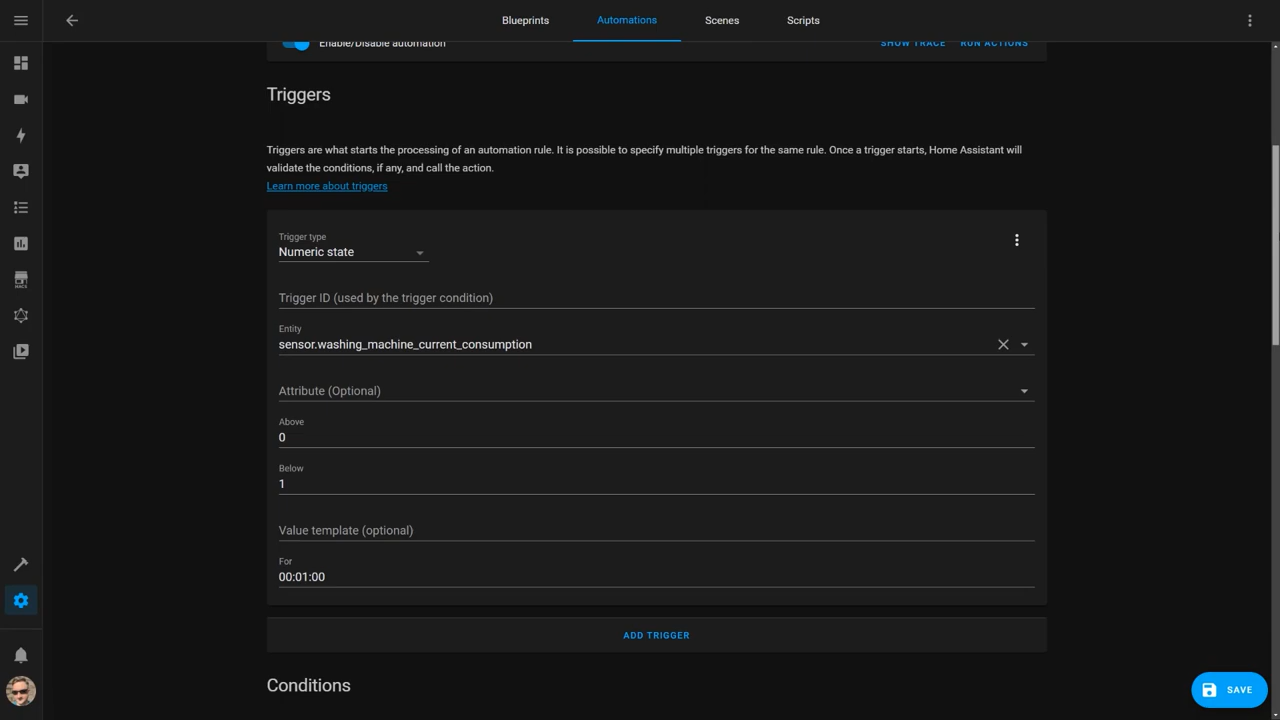 Blueprints
Automations
Scenes
Scripts
Enable/Disable automation
SHOW TRACE
RUN ACTIONS
Triggers
Triggers are what starts the processing of an automation rule. It is possible to specify multiple triggers for the same rule. Once a trigger starts, Home Assistant will
validate the conditions, if any, and call the action.
Learn more about triggers
Trigger type
Numeric state
Trigger ID (used by the trigger condition)
Entity
sensor.washing_machine_current_consumption
Attribute (Optional)
Above
0
Below
1
Value template (optional)
For
00:01:00
ADD TRIGGER
Conditions
SAVE